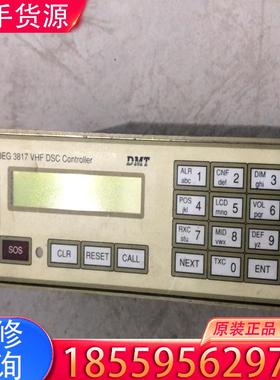 手货源
DEG 3817 VHF DSC Controller
DMT
ALR 1
abc
CNF 2
def
DIM 3
ghi
POS 4
jkl
LCD 5
mno
VOL 6
pqr
RXC 7
stu
MID 8
vwx
DEF 9
yz
SOS
CLR
RESET
CALL
NEXT
TXC 0
ENT
修
原装正品
询
1855956297